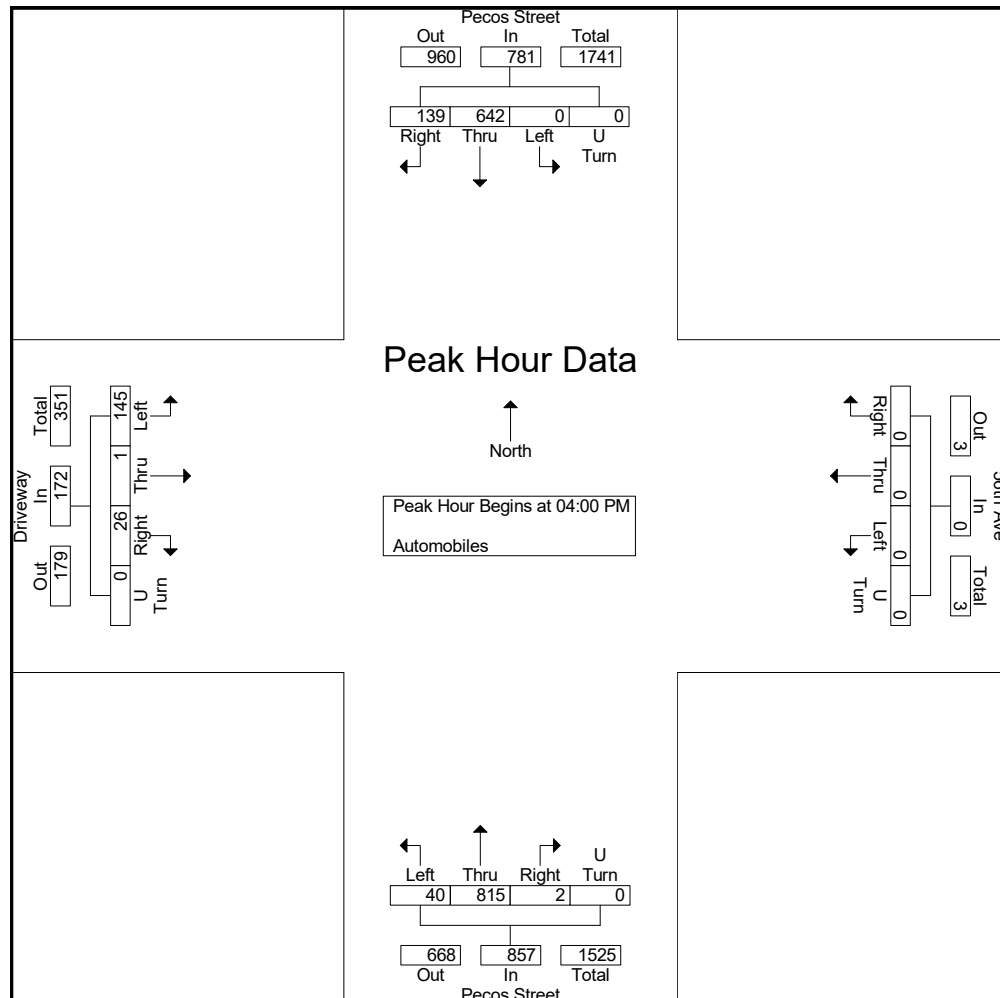 Pecos Street
Out In Total
960 781 1741
139 642 0 0
Right Thru Left U Turn
Peak Hour Data
North
Peak Hour Begins at 04:00 PM
Automobiles
Driveway
Out In Total
179 172 351
145 1 26 0
Left Thru Right U Turn
Right Thru Left U Turn
0 0 0 0
Out In Total
3 0 3
Ave
Left Thru Right U Turn
40 815 2 0
668 857 1525
Out In Total
Pecos Street